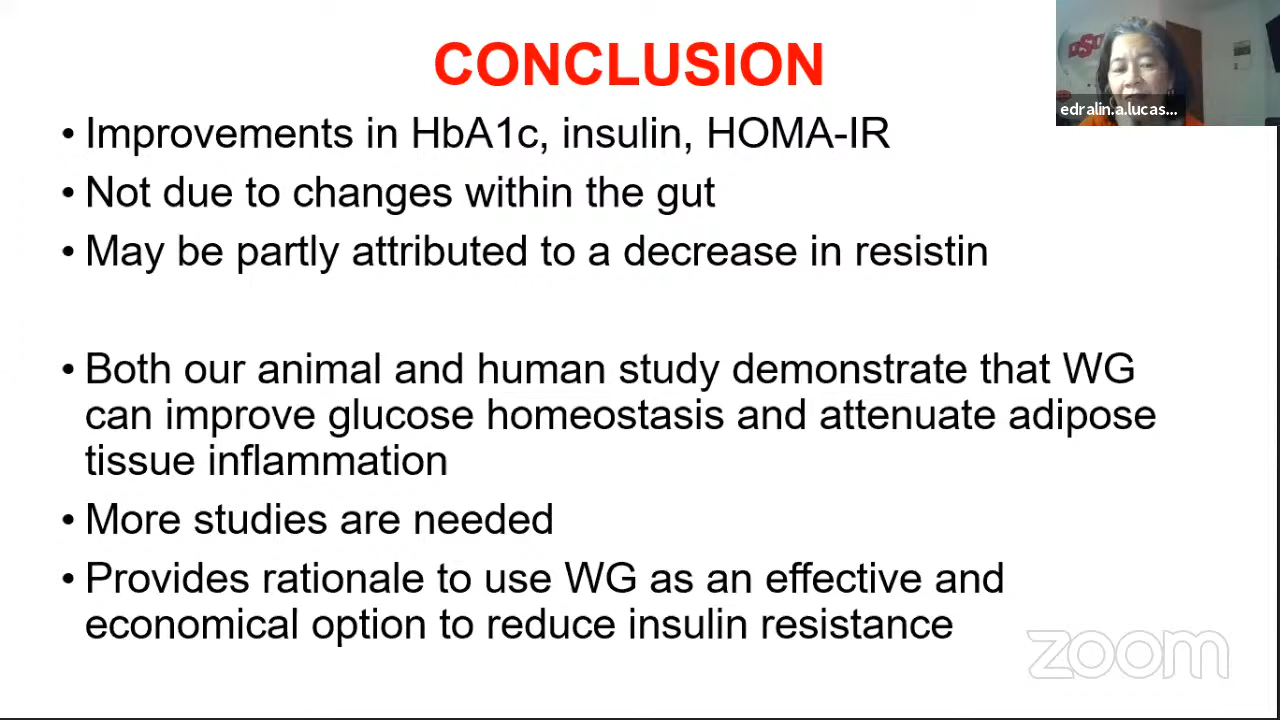 CONCLUSION
OSU
edralin.a.lucas...
• Improvements in HbA1c, insulin, HOMA-IR
• Not due to changes within the gut
• May be partly attributed to a decrease in resistin
• Both our animal and human study demonstrate that WG
can improve glucose homeostasis and attenuate adipose
tissue inflammation
• More studies are needed
• Provides rationale to use WG as an effective and
economical option to reduce insulin resistance
zoom